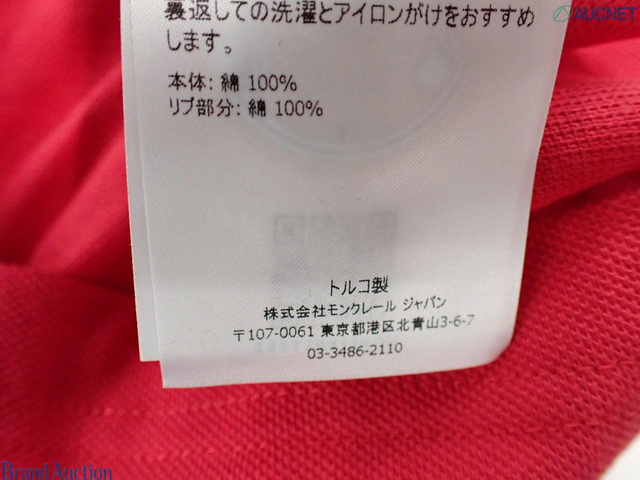 裏返しての洗濯とアイロンがけをおすすめ
します。
本体: 綿 100%
リブ部分: 綿 100%
トルコ製
株式会社モンクレール ジャパン
〒107-0061 東京都港区北青山3-6-7
03-3486-2110
AUCNET
Brand Auction